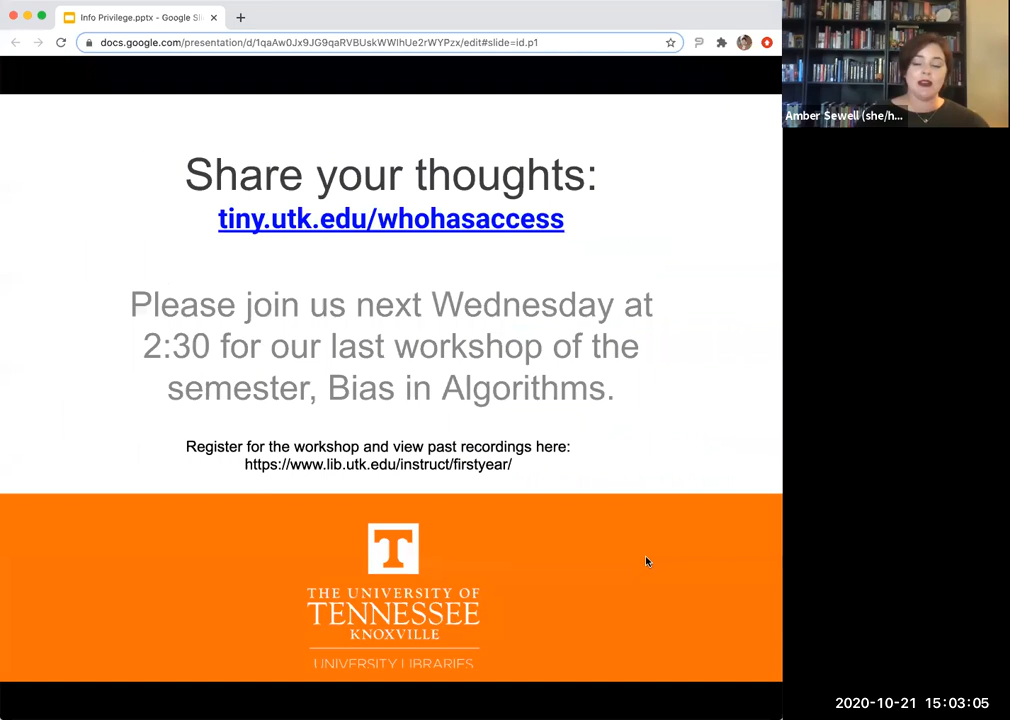 Info Privilege.pptx - Google Sli
docs.google.com/presentation/d/1qaAw0Jx9JG9qaRVBUskWWIhUe2rWYPzx/edit#slide=id.p1
Amber Sewell (she/h...
Share your thoughts:
tiny.utk.edu/whohasaccess
Please join us next Wednesday at
2:30 for our last workshop of the
semester, Bias in Algorithms.
Register for the workshop and view past recordings here:
https://www.lib.utk.edu/instruct/firstyear/
T
THE UNIVERSITY OF
TENNESSEE
KNOXVILLE
UNIVERSITY LIBRARIES
2020-10-21 15:03:05